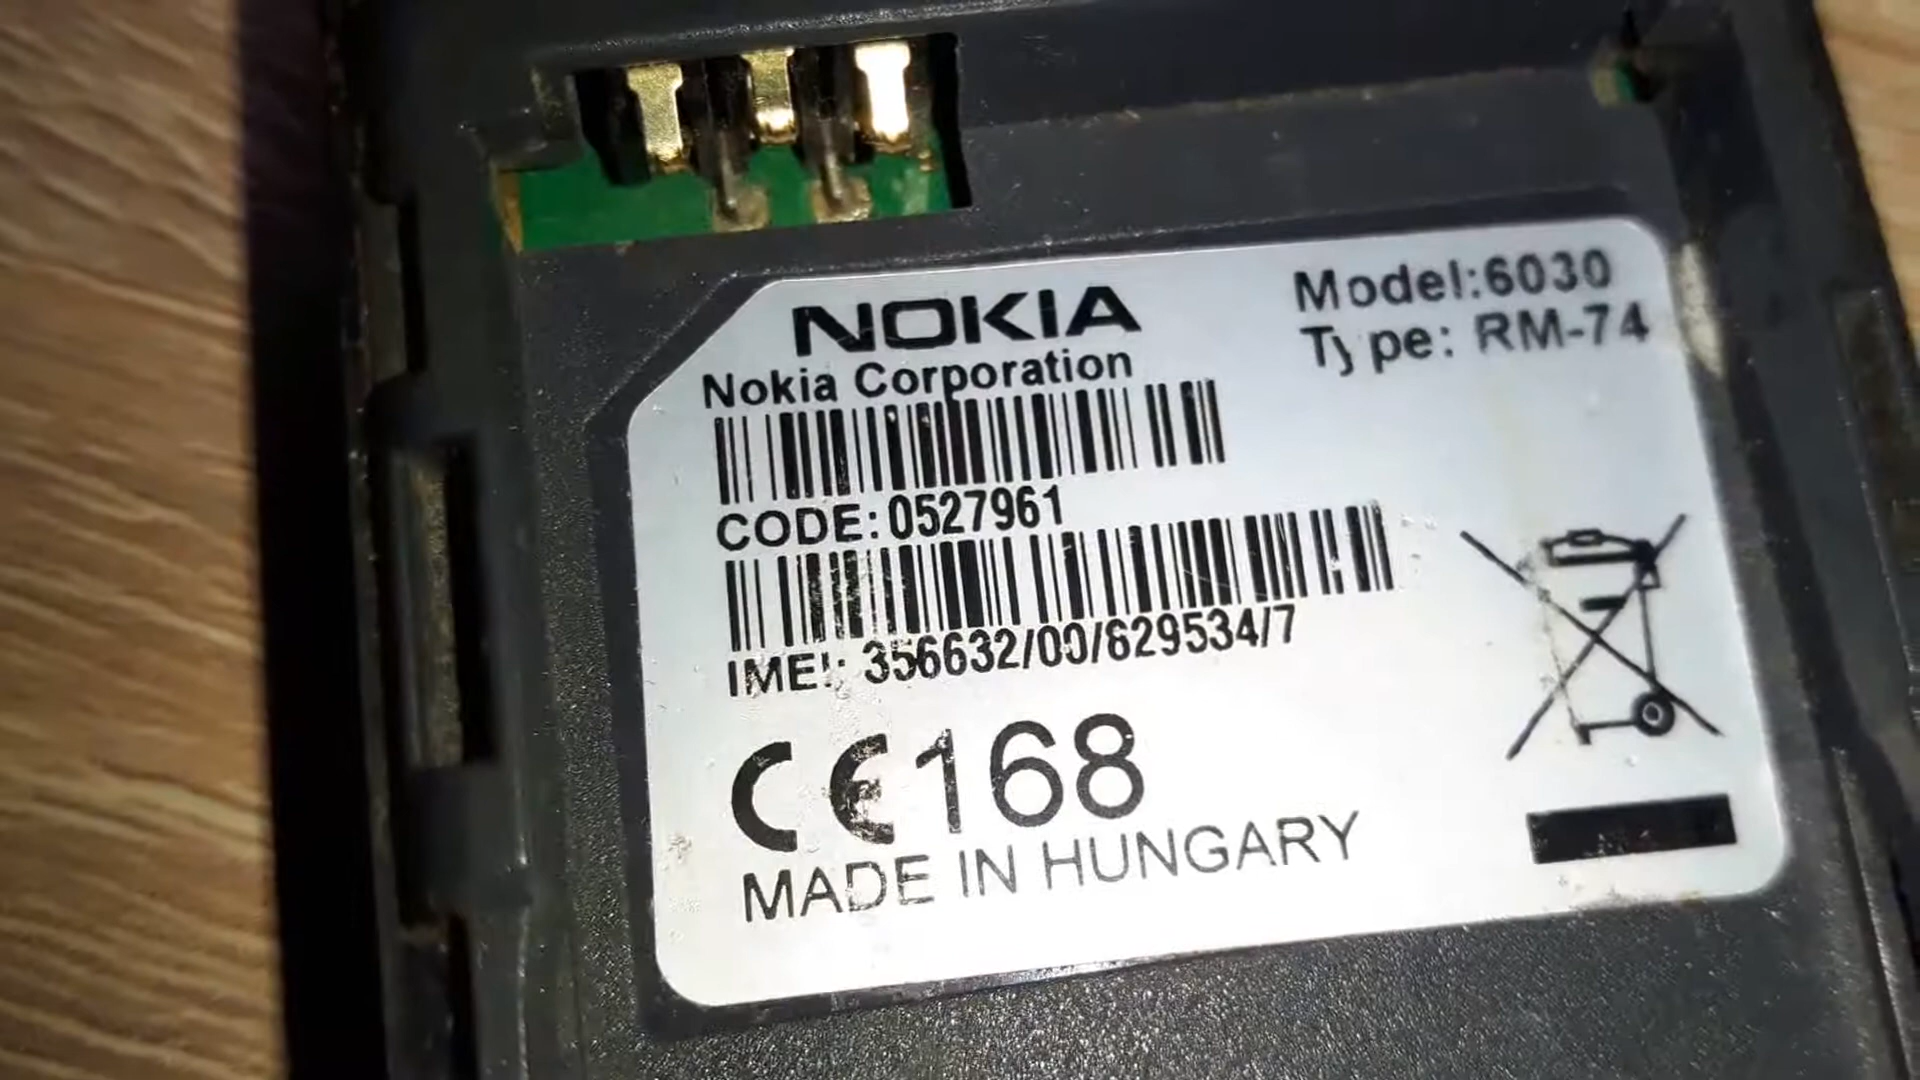 NOKIA
Model:6030
Type: RM-74
Nokia Corporation
CODE: 0527961
IMEI: 356632/00/629534/7
CE168
MADE IN HUNGARY